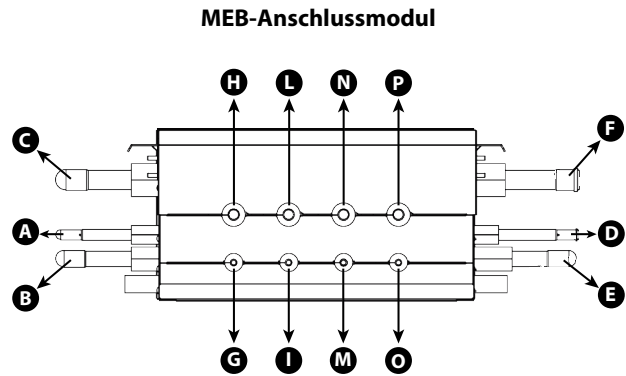 MEB-Anschlussmodul
H L N P
C F
A D
B E
G I M O